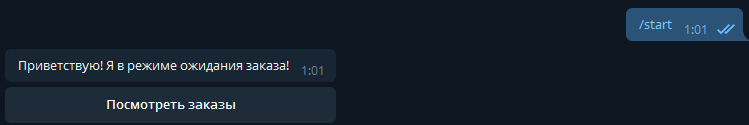 /start 1:01
Приветствую! Я в режиме ожидания заказа! 1:01
Посмотреть заказы